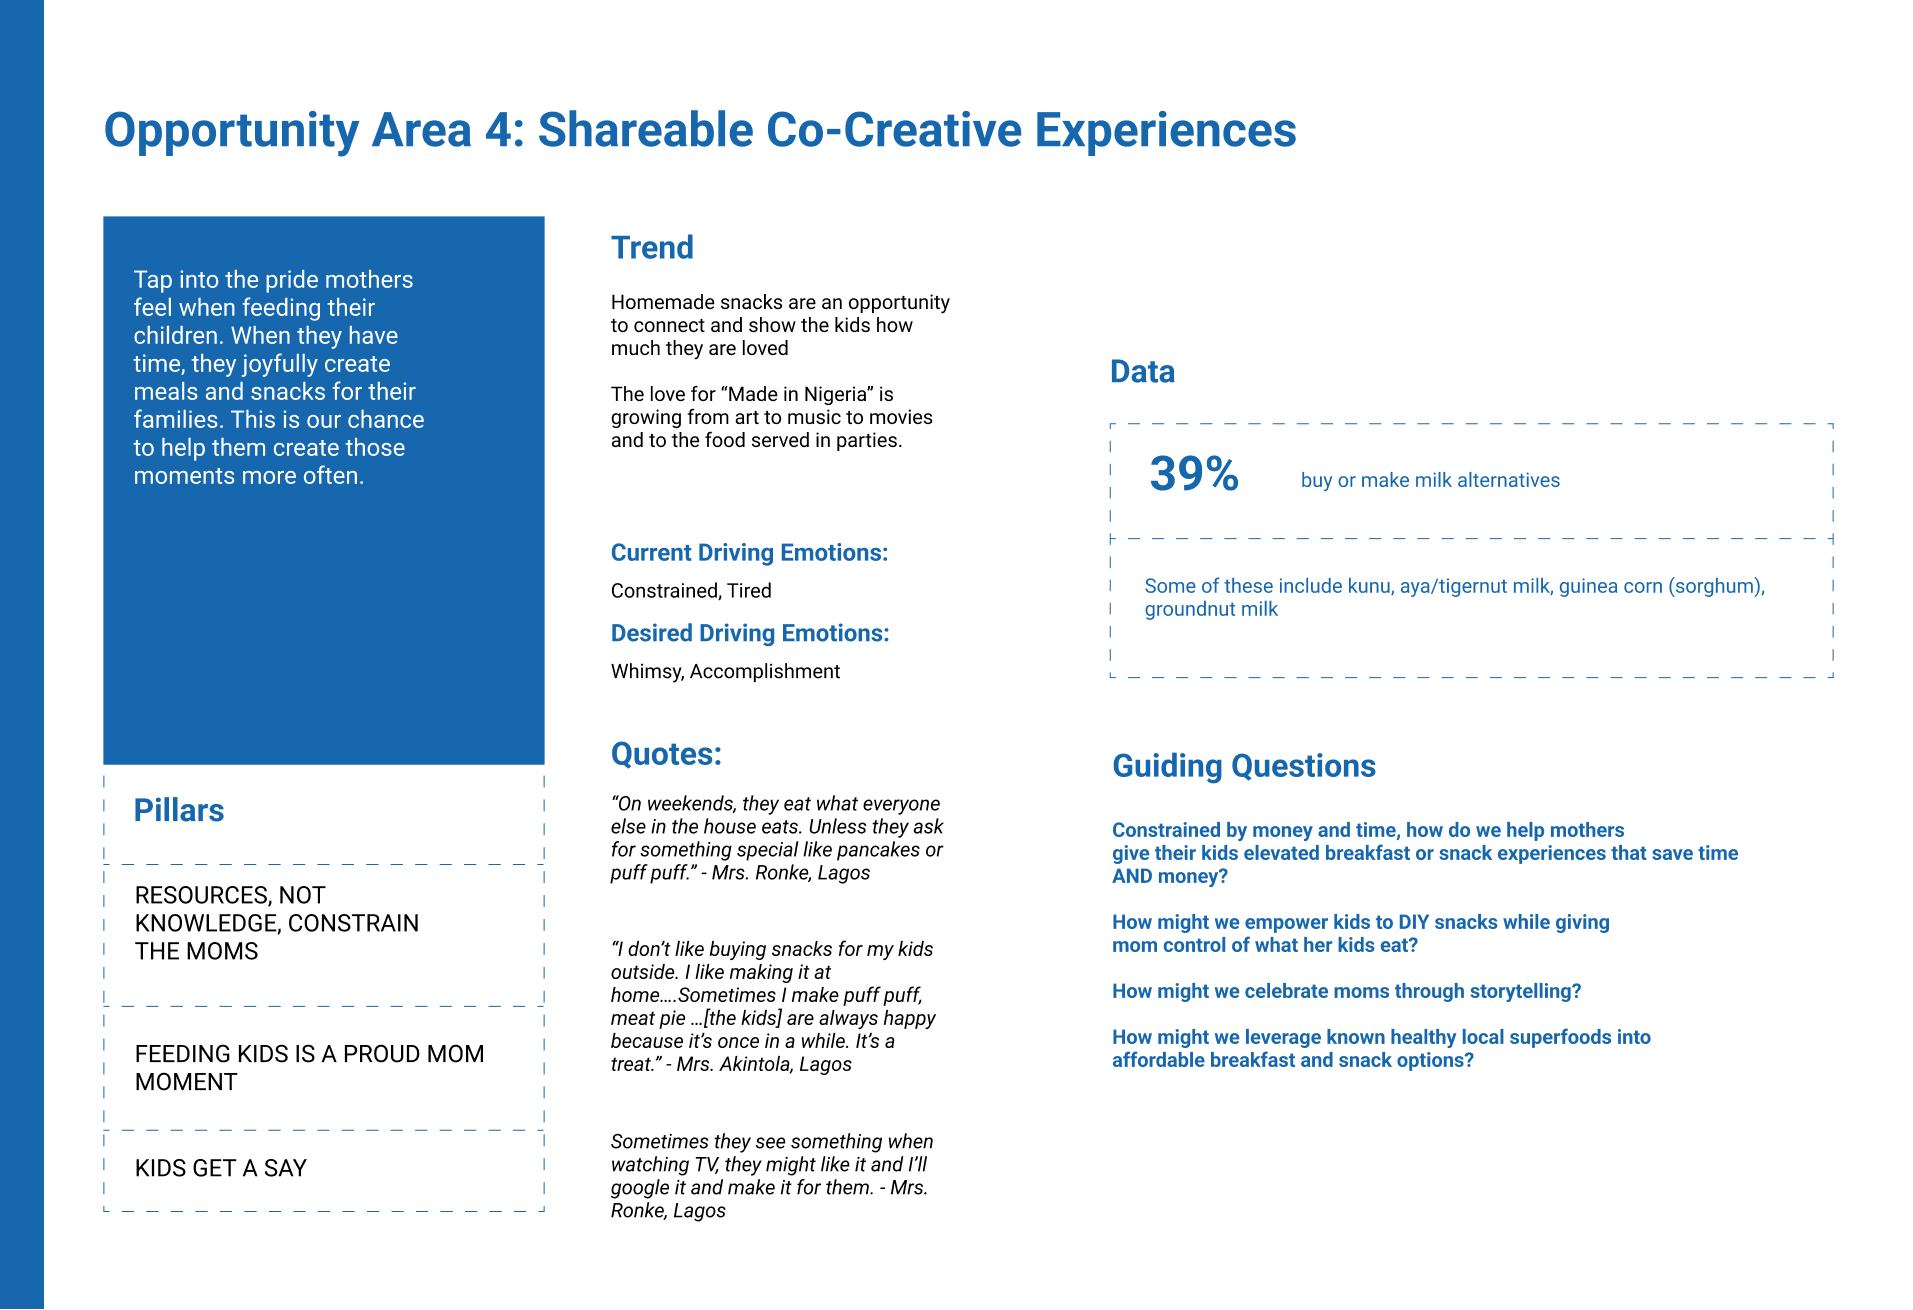 Opportunity Area 4: Shareable Co-Creative Experiences
Tap into the pride mothers
feel when feeding their
children. When they have
time, they joyfully create
meals and snacks for their
families. This is our chance
to help them create those
moments more often.
Pillars
RESOURCES, NOT
KNOWLEDGE, CONSTRAIN
THE MOMS
FEEDING KIDS IS A PROUD MOM
MOMENT
KIDS GET A SAY
Trend
Homemade snacks are an opportunity
to connect and show the kids how
much they are loved
The love for “Made in Nigeria” is
growing from art to music to movies
and to the food served in parties.
Current Driving Emotions:
Constrained, Tired
Desired Driving Emotions:
Whimsy, Accomplishment
Quotes:
“On weekends, they eat what everyone
else in the house eats. Unless they ask
for something special like pancakes or
puff puff.” - Mrs. Ronke, Lagos
“I don’t like buying snacks for my kids
outside. I like making it at
home….Sometimes I make puff puff,
meat pie …[the kids] are always happy
because it’s once in a while. It’s a
treat.” - Mrs. Akintola, Lagos
Sometimes they see something when
watching TV, they might like it and I’ll
google it and make it for them. - Mrs.
Ronke, Lagos
Data
39% buy or make milk alternatives
Some of these include kunu, aya/tigernut milk, guinea corn (sorghum),
groundnut milk
Guiding Questions
Constrained by money and time, how do we help mothers
give their kids elevated breakfast or snack experiences that save time
AND money?
How might we empower kids to DIY snacks while giving
mom control of what her kids eat?
How might we celebrate moms through storytelling?
How might we leverage known healthy local superfoods into
affordable breakfast and snack options?